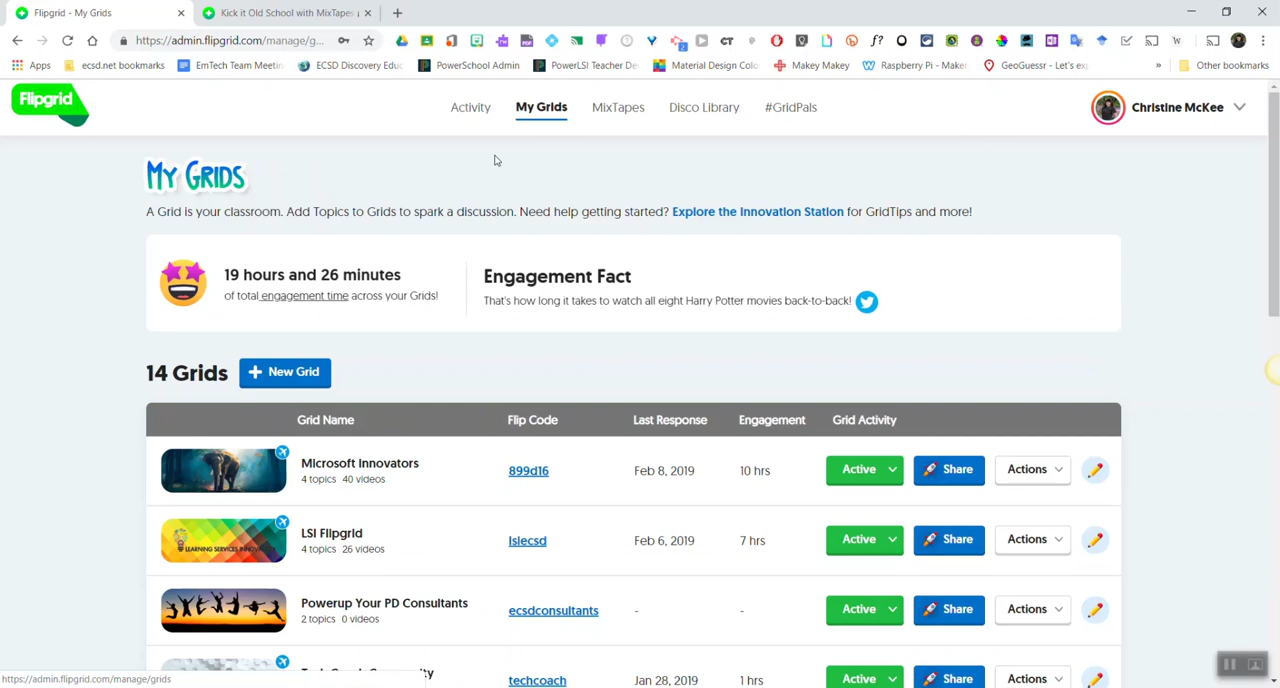 Flipgrid - My Grids
Kick it Old School with MixTapes
https://admin.flipgrid.com/manage/g...
Apps
ecsd.net bookmarks
EmTech Team Meetin
ECSD Discovery Educ
PowerSchool Admin
PowerLSI Teacher De
Material Design Colo
Makey Makey
Raspberry Pi - Maker
GeoGuessr - Let's exp
Other bookmarks
Flipgrid
Activity
My Grids
MixTapes
Disco Library
#GridPals
Christine McKee
My Grids
A Grid is your classroom. Add Topics to Grids to spark a discussion. Need help getting started? Explore the Innovation Station for GridTips and more!
19 hours and 26 minutes
of total engagement time across your Grids!
Engagement Fact
That's how long it takes to watch all eight Harry Potter movies back-to-back!
14 Grids
New Grid
Grid Name Flip Code Last Response Engagement Grid Activity
Microsoft Innovators
4 topics 40 videos
899d16 Feb 8, 2019 10 hrs Active Share Actions
LEARNING SERVICES INNOVATION
LSI Flipgrid
4 topics 26 videos
lslecsd Feb 6, 2019 7 hrs Active Share Actions
Powerup Your PD Consultants
2 topics 0 videos
ecsdconsultants - - Active Share Actions
techcoach Jan 28, 2019 1 hrs Active Share Actions
https://admin.flipgrid.com/manage/grids